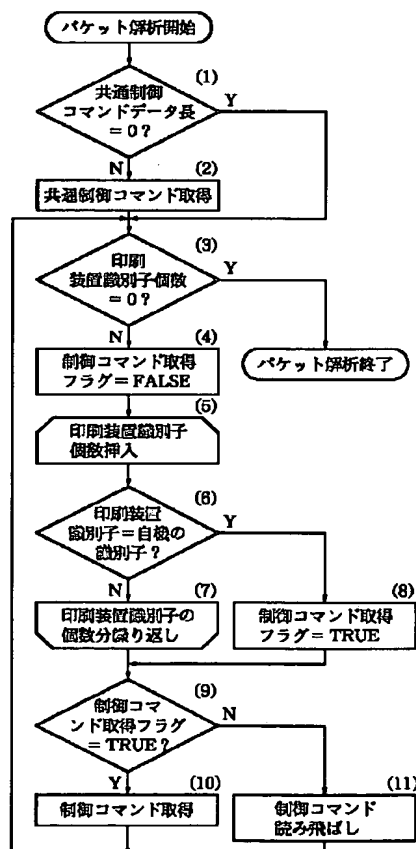 パケット解析開始
(1)
共通制御
コマンドデータ長
＝0？
Y
N
(2)
共通制御コマンド取得
(3)
印刷
装置識別子個数
＝0？
Y
N
(4)
制御コマンド取得
フラグ＝FALSE
パケット解析終了
(5)
印刷装置識別子
個数挿入
(6)
印刷装置
識別子＝自機の
識別子？
Y
N
(7)
印刷装置識別子の
個数分繰り返し
(8)
制御コマンド取得
フラグ＝TRUE
(9)
制御コマ
ンド取得フラグ
＝TRUE？
N
Y
(10)
制御コマンド取得
(11)
制御コマンド
読み飛ばし